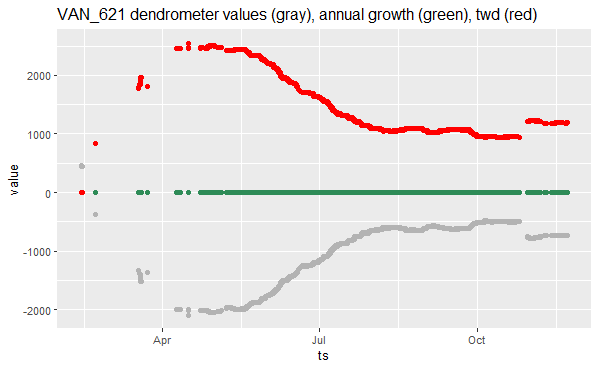 VAN_621 dendrometer values (gray), annual growth (green), twd (red)
2000
1000
0
-1000
-2000
value
Apr
Jul
Oct
ts